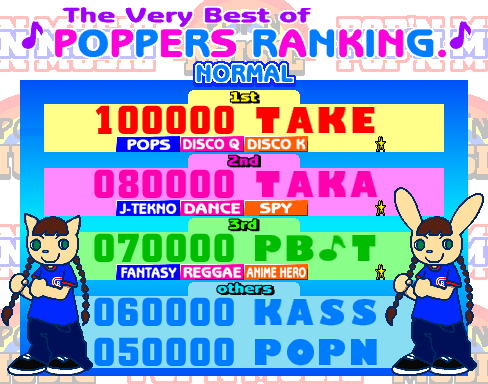 The Very Best of
♪POPPERS RANKING.♪
NORMAL
1st
100000 TAKE
POPS DISCO Q DISCO K
2nd
080000 TAKA
J-TEKNO DANCE SPY
3rd
070000 PB♪T
FANTASY REGGAE ANIME HERO
others
060000 KASS
050000 POPN